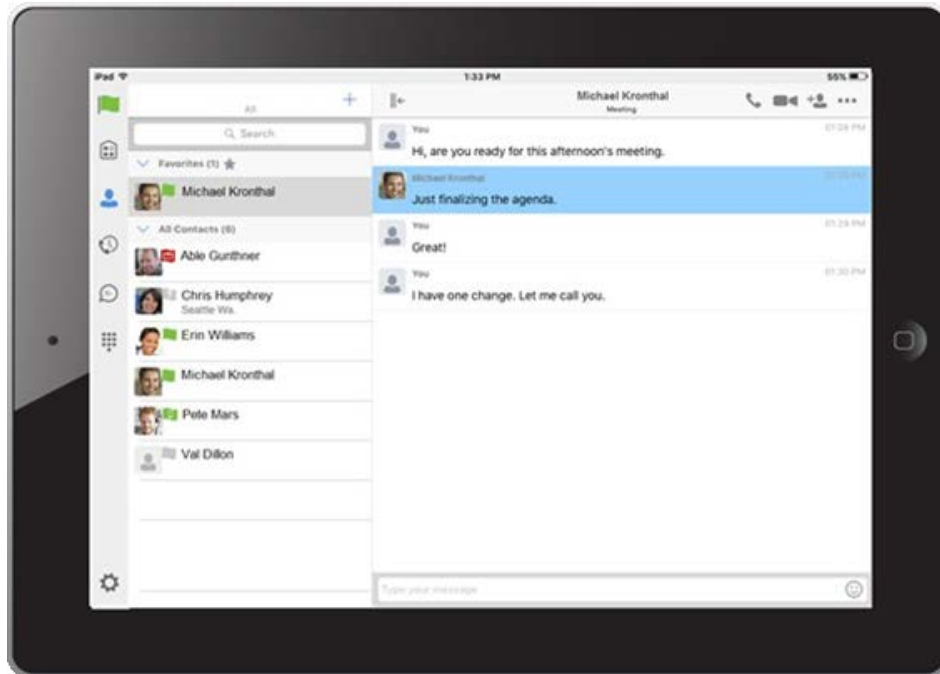 iPad
1:33 PM
55%
All
Search
Favorites (1)
Michael Kronthal
All Contacts (6)
Able Gunthner
Chris Humphrey
Seattle Wa.
Erin Williams
Michael Kronthal
Pete Mars
Val Dillon
Michael Kronthal
Meeting
You
01:28 PM
Hi, are you ready for this afternoon's meeting.
Michael Kronthal
Just finalizing the agenda.
You
01:29 PM
Great!
You
01:30 PM
I have one change. Let me call you.
Type your message